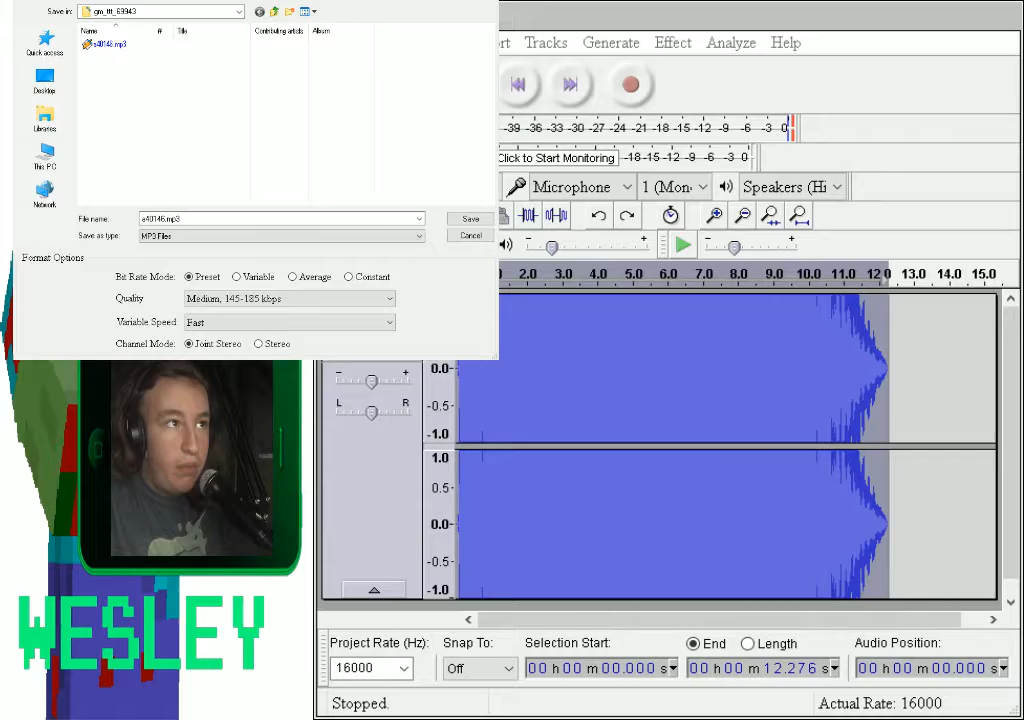 Save in: gm_ttt_69943
Name # Title Contributing artists Album
a40146.mp3
Quick access
Desktop
Libraries
This PC
Network
File name: a40146.mp3 Save
Save as type: MP3 Files Cancel
Format Options
Bit Rate Mode: Preset Variable Average Constant
Quality Medium, 145-185 kbps
Variable Speed Fast
Channel Mode: Joint Stereo Stereo
Tracks Generate Effect Analyze Help
-39 -36 -33 -30 -27 -24 -21 -18 -15 -12 -9 -6 -3 0
Click to Start Monitoring -18 -15 -12 -9 -6 -3 0
Microphone 1 (Mon Speakers (Hi
- + - +
2.0 3.0 4.0 5.0 6.0 7.0 8.0 9.0 10.0 11.0 12.0 13.0 14.0 15.0
- +
L R
0.0
-0.5
-1.0
1.0
0.5
0.0
-0.5
-1.0
WESLEY
Project Rate (Hz): Snap To: Selection Start: End Length Audio Position:
16000 Off 00 h 00 m 00.000 s 00 h 00 m 12.276 s 00 h 00 m 00.000 s
Stopped. Actual Rate: 16000